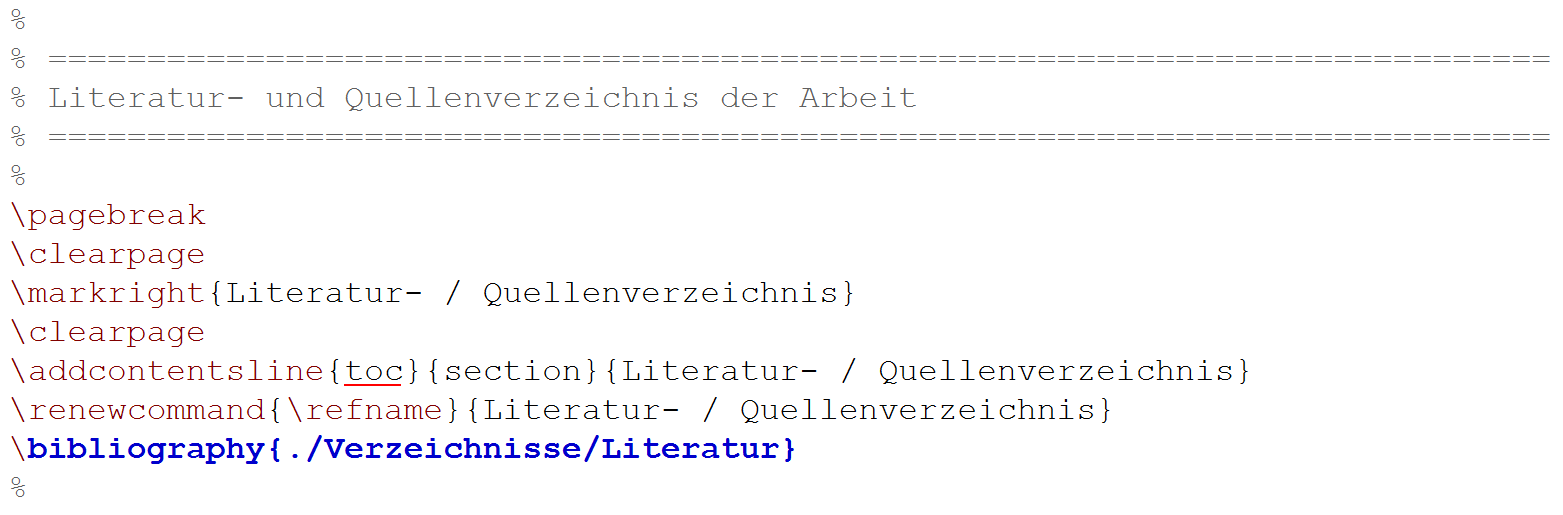 %
% ============================================================================
% Literatur- und Quellenverzeichnis der Arbeit
% ============================================================================
%
\pagebreak
\clearpage
\markright{Literatur- / Quellenverzeichnis}
\clearpage
\addcontentsline{toc}{section}{Literatur- / Quellenverzeichnis}
\renewcommand{\refname}{Literatur- / Quellenverzeichnis}
\bibliography{./Verzeichnisse/Literatur}
%